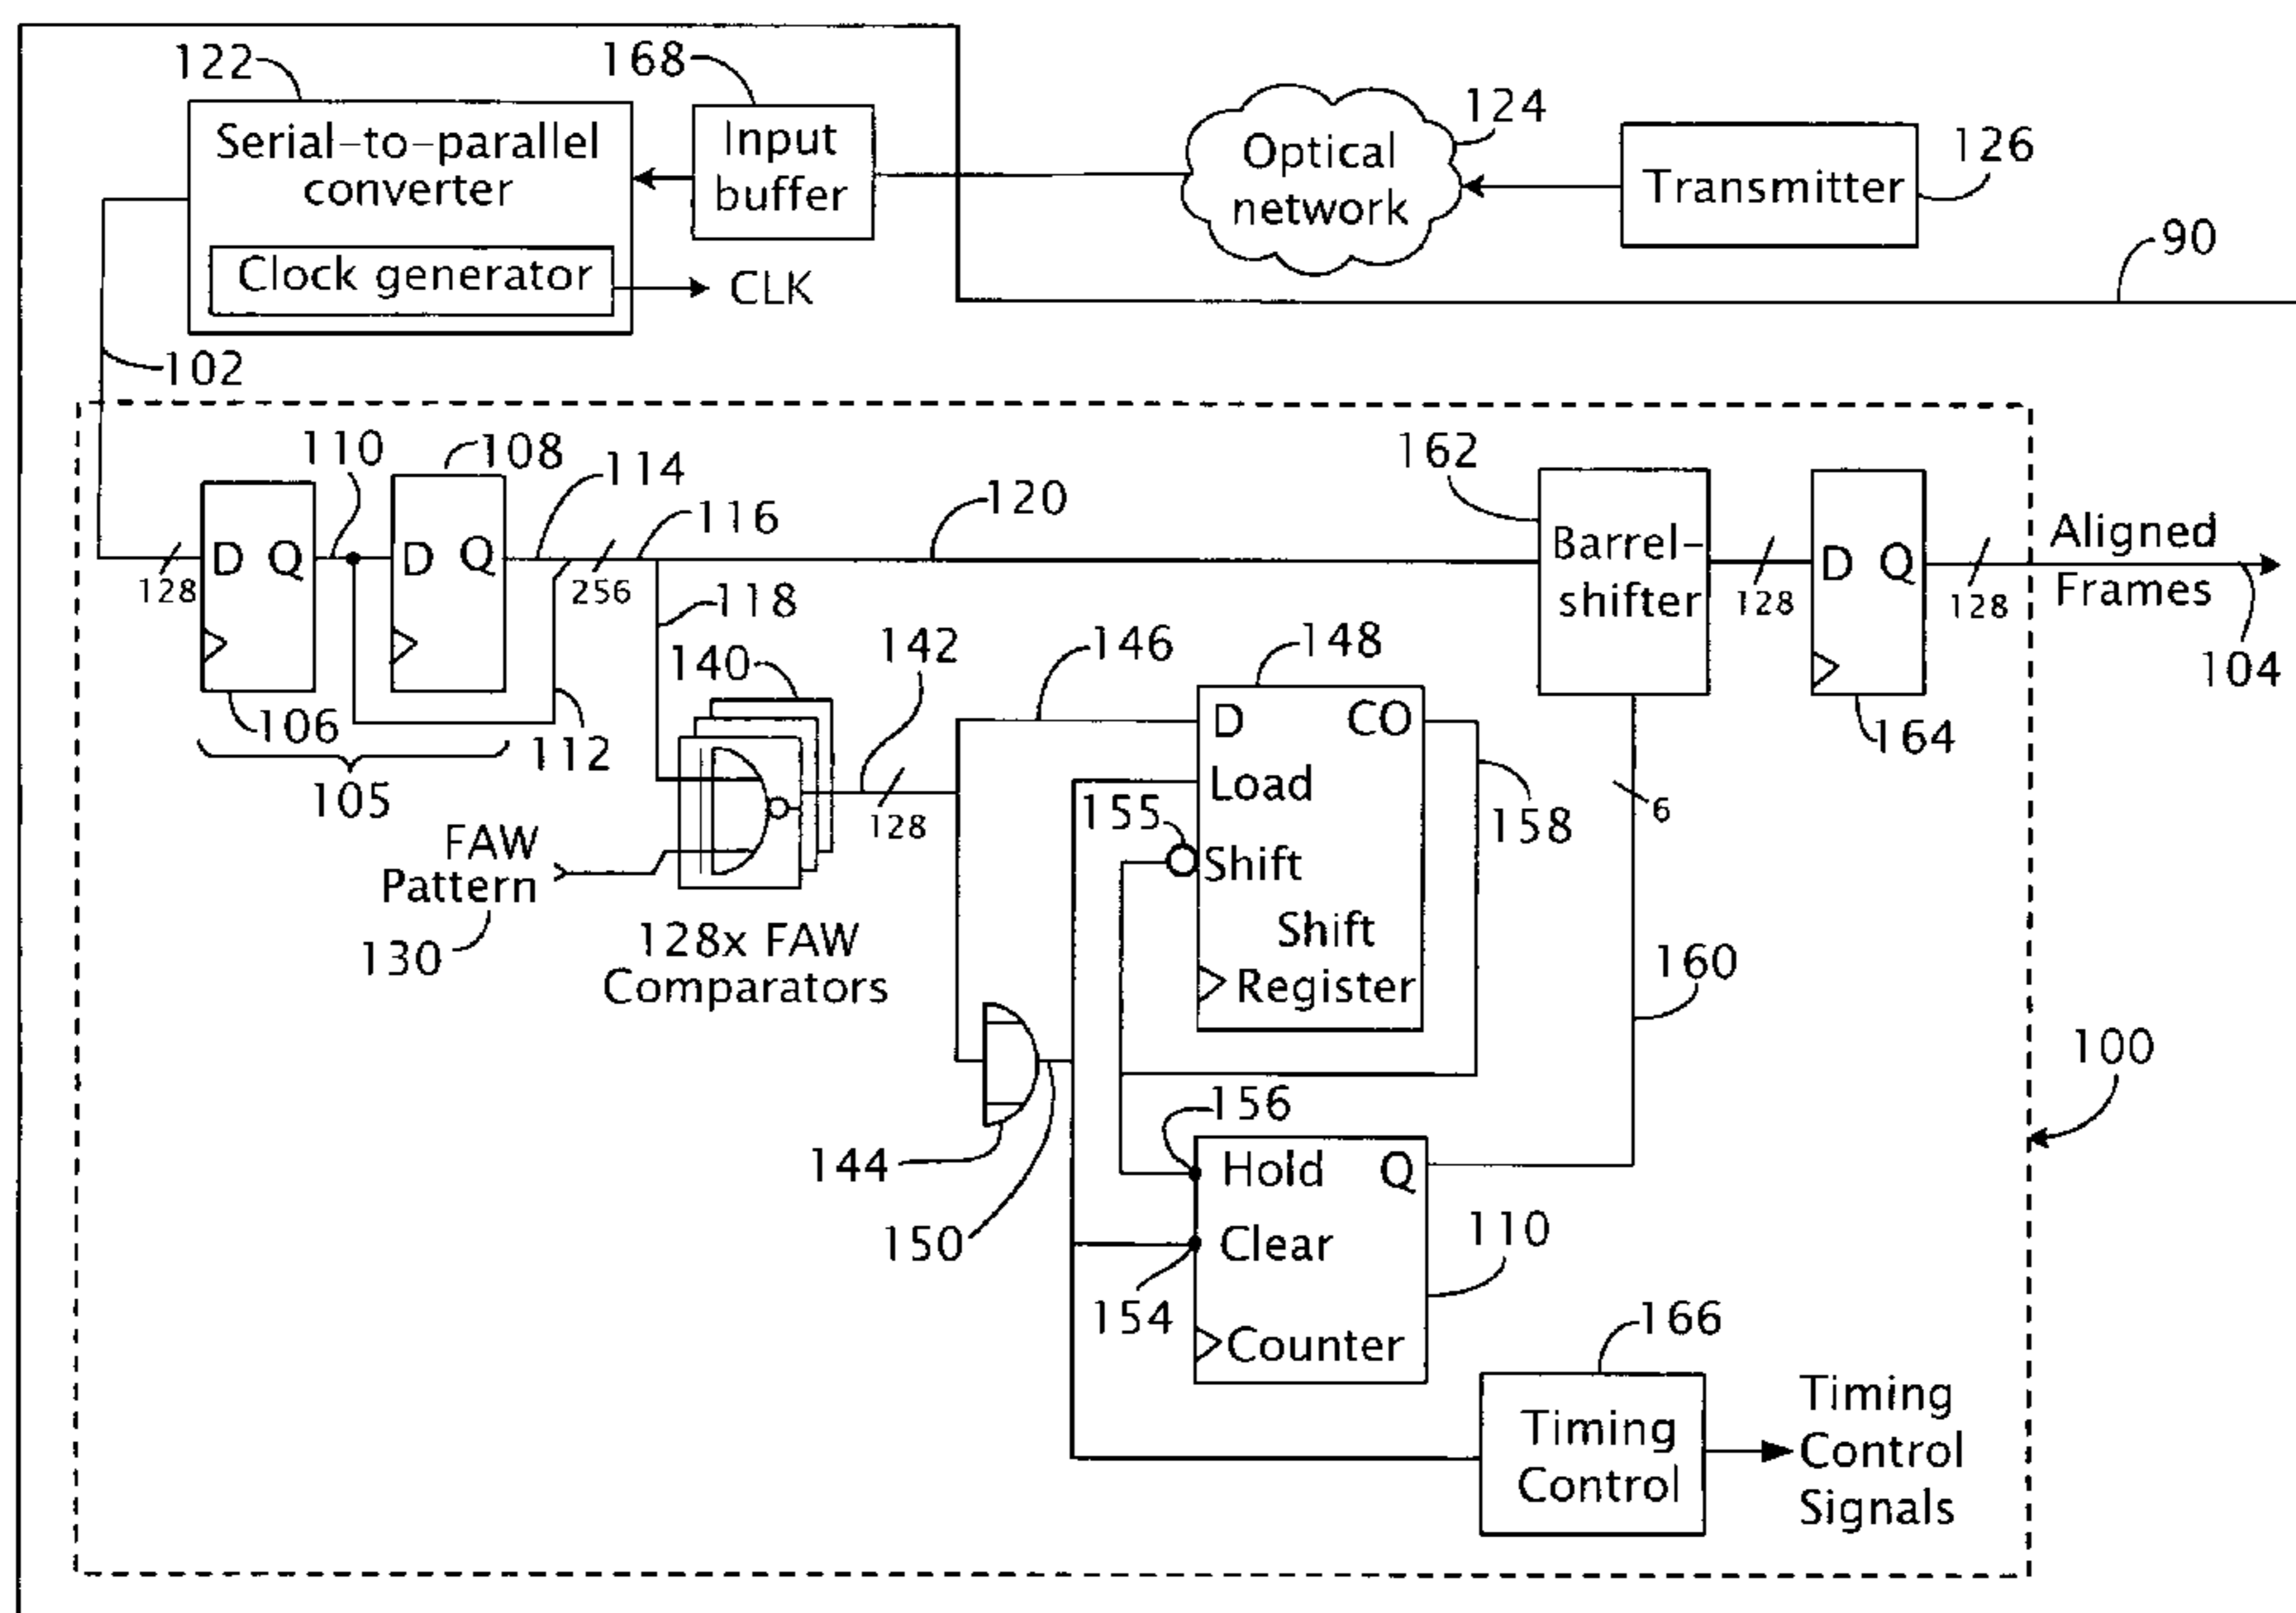 122
168
Serial-to-parallel
converter
Clock generator
CLK
Input
buffer
Optical
network
124
Transmitter
126
90
102
110
108
114
116
120
162
D Q
D Q
128
256
106
112
105
118
Barrel-
shifter
128
D Q
128
Aligned
Frames
104
164
140
142
146
148
128
FAW
Pattern
130
128x FAW
Comparators
D CO
Load
155
Shift
Shift
Register
158
6
160
100
144
150
156
Hold Q
Clear
154
Counter
110
166
Timing
Control
Timing
Control
Signals